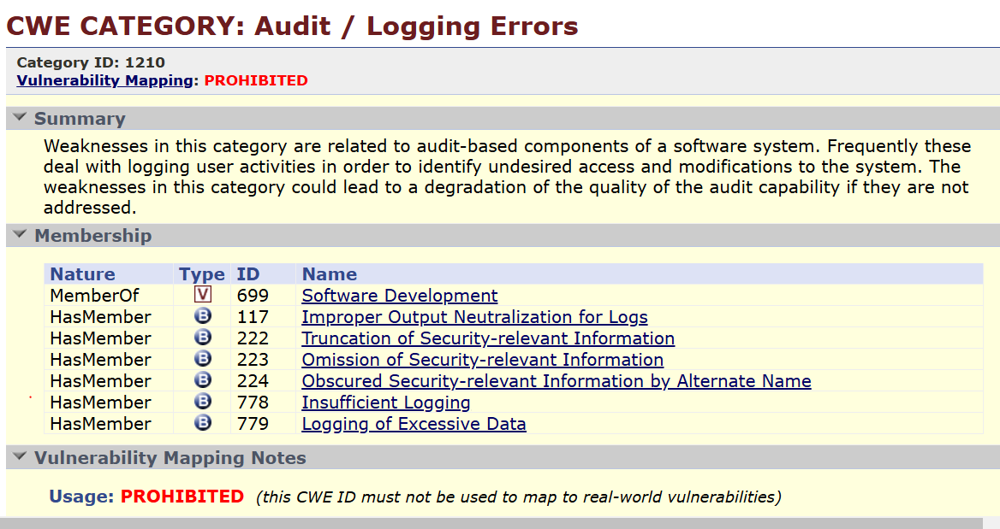 CWE CATEGORY: Audit / Logging Errors
Category ID: 1210
Vulnerability Mapping: PROHIBITED
Summary
Weaknesses in this category are related to audit-based components of a software system. Frequently these
deal with logging user activities in order to identify undesired access and modifications to the system. The
weaknesses in this category could lead to a degradation of the quality of the audit capability if they are not
addressed.
Membership
Nature Type ID Name
MemberOf V 699 Software Development
HasMember B 117 Improper Output Neutralization for Logs
HasMember B 222 Truncation of Security-relevant Information
HasMember B 223 Omission of Security-relevant Information
HasMember B 224 Obscured Security-relevant Information by Alternate Name
HasMember B 778 Insufficient Logging
HasMember B 779 Logging of Excessive Data
Vulnerability Mapping Notes
Usage: PROHIBITED (this CWE ID must not be used to map to real-world vulnerabilities)